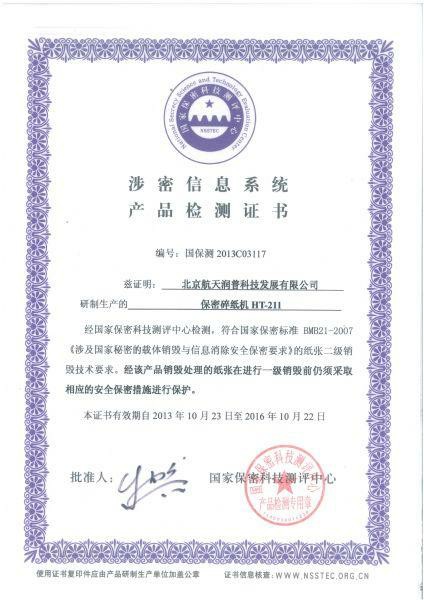 国家保密科技测评中心
National Secrecy Science and Technology Evaluation Center
NSSTEC
涉密信息系统
产品检测证书
编号：国保测 2013C03117
兹证明：北京航天润普科技发展有限公司
研制生产的 保密碎纸机 HT-211
经国家保密科技测评中心检测，符合国家保密标准 BMB21-2007
《涉及国家秘密的载体销毁与信息消除安全保密要求》的纸张二级销
毁技术要求。经该产品销毁处理的纸张在进行一级销毁前仍须采取
相应的安全保密措施进行保护。
本证书有效期自 2013 年 10 月 23 日至 2016 年 10 月 22 日
批准人：
国家保密科技测评中心
国家保密科技测评中心
产品检测专用章
使用证书复印件应由产品研制生产单位加盖公章
证书信息核查：WWW.NSSTEC.ORG.CN